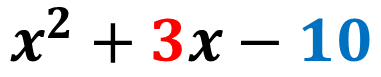 x² + 3x − 10